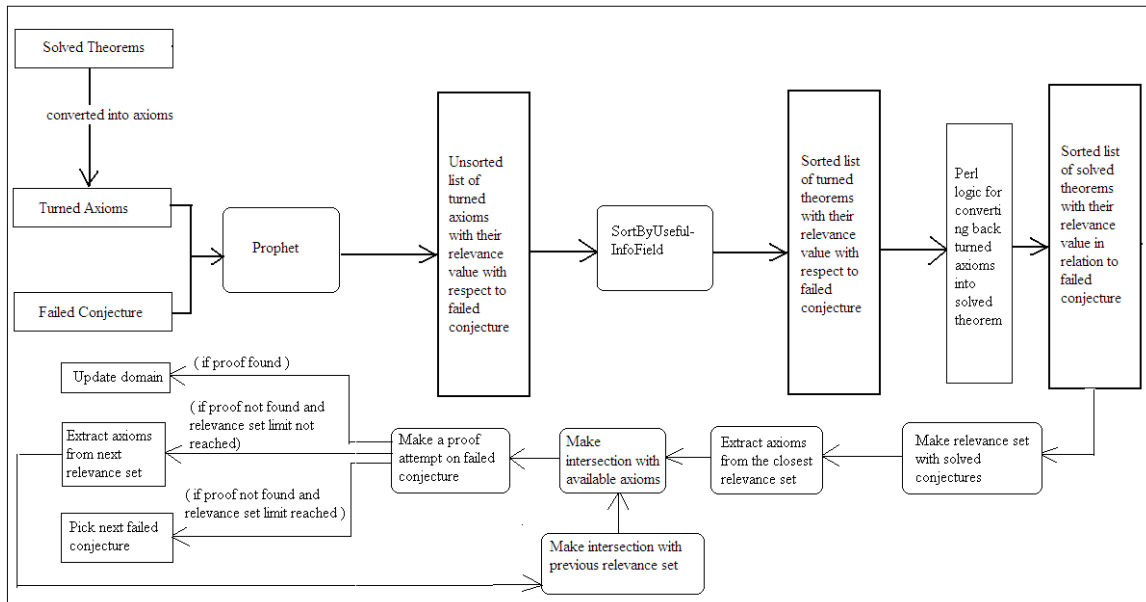 Solved Theorems
converted into axioms
Turned Axioms
Failed Conjecture
Prophet
Unsorted
list of
turned
axioms
with their
relevance
value with
respect to
failed
conjecture
SortByUseful-
InfoField
Sorted list
of turned
theorems
with their
relevance
value with
respect to
failed
conjecture
Perl
logic for
converti
ng back
turned
axioms
into
solved
theorem
Sorted list
of solved
theorems
with their
relevance
value in
relation to
failed
conjecture
( if proof found )
Update domain
( if proof not found and
relevance set limit not
reached)
Extract axioms
from next
relevance set
(if proof not found and
relevance set limit reached )
Pick next failed
conjecture
Make a proof
attempt on failed
conjecture
Make
intersection with
available axioms
Extract axioms
from the closest
relevance set
Make relevance set
with solved
conjectures
Make intersection with
previous relevance set